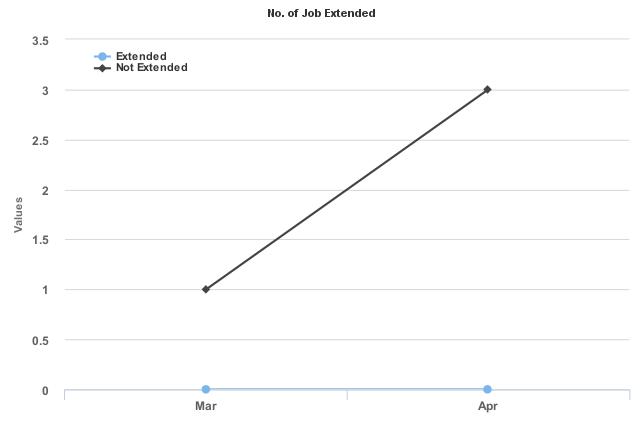 No. of Job Extended
3.5
Extended
Not Extended
3
2.5
2
Values
1.5
1
0.5
0
Mar Apr